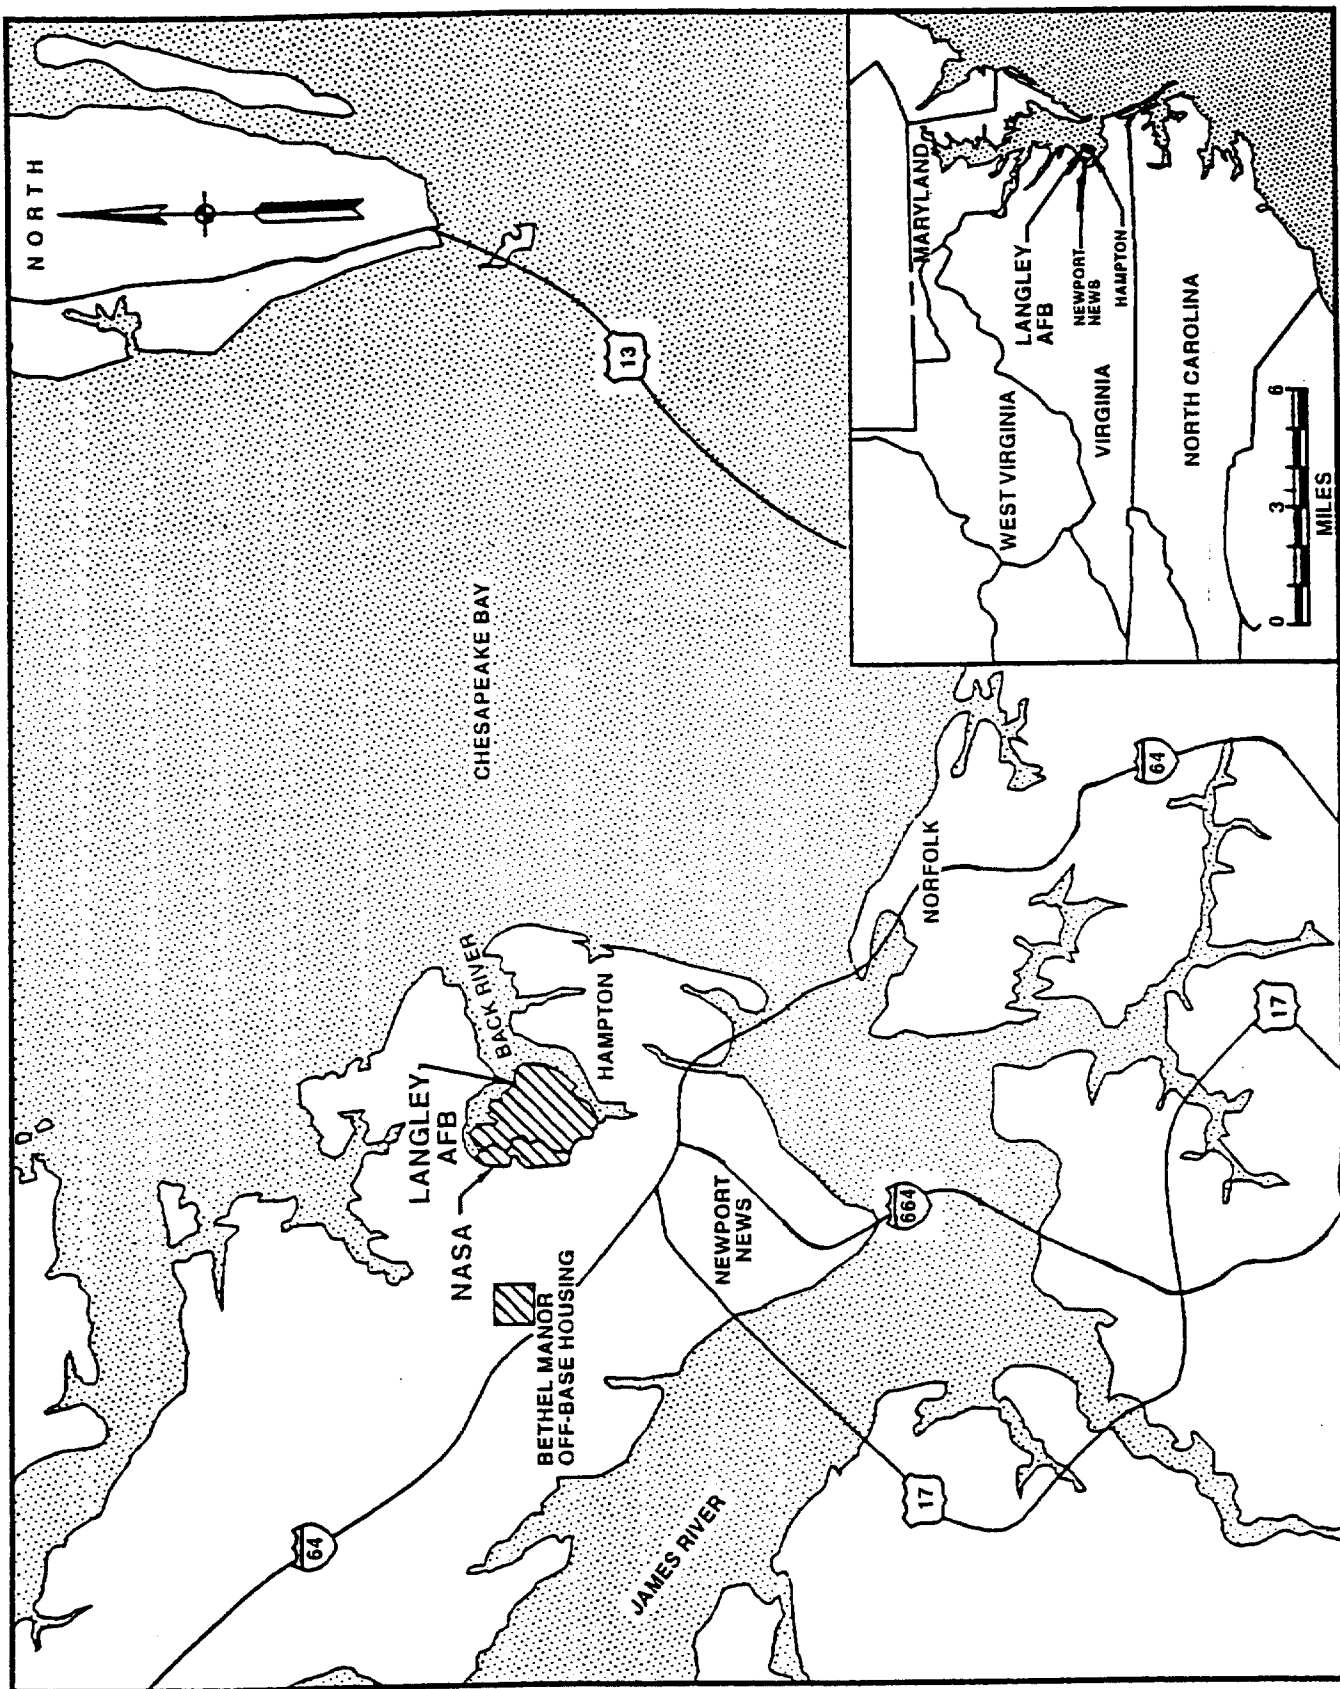 NORTH
13
CHESAPEAKE BAY
BACK RIVER
LANGLEY
AFB
NASA
HAMPTON
BETHEL MANOR
OFF-BASE HOUSING
NEWPORT
NEWS
NORFOLK
JAMES RIVER
64
64
664
17
17
MARYLAND
WEST VIRGINIA
VIRGINIA
NORTH CAROLINA
LANGLEY
AFB
NEWPORT
NEWS
HAMPTON
0 3 6
MILES